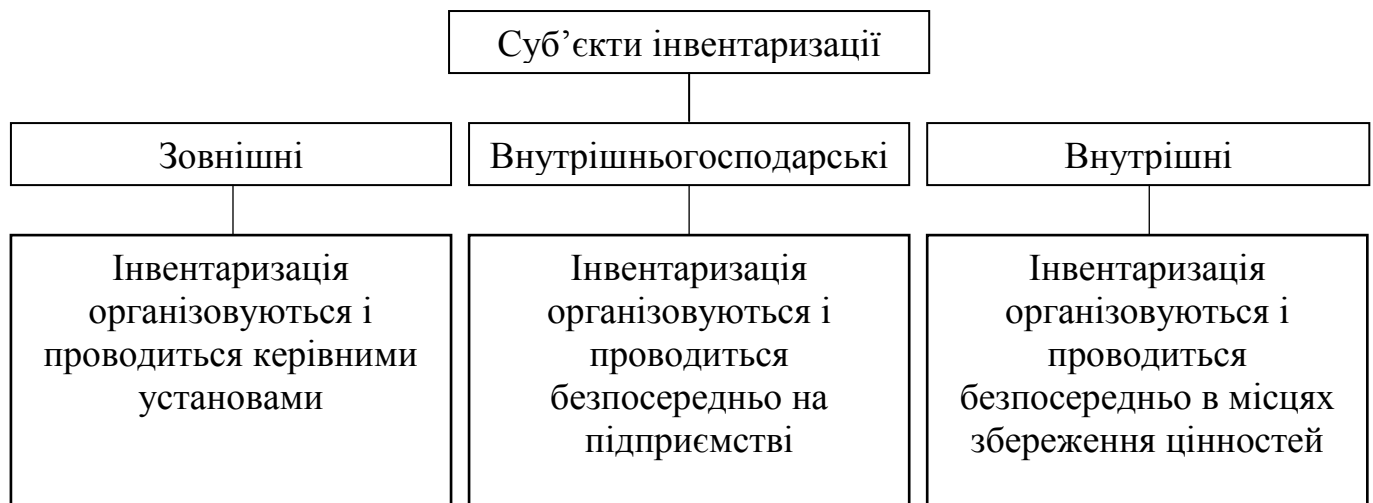 Суб’єкти інвентаризації
Зовнішні
Внутрішньогосподарські
Внутрішні
Інвентаризація
організовуються і
проводиться керівними
установами
Інвентаризація
організовуються і
проводиться
безпосередньо на
підприємстві
Інвентаризація
організовуються і
проводиться
безпосередньо в місцях
збереження цінностей